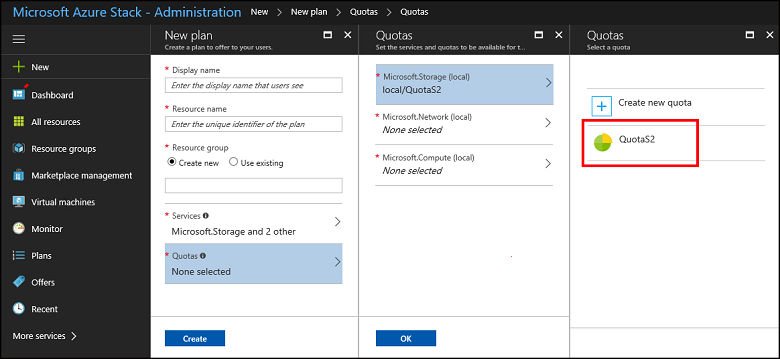 Microsoft Azure Stack - Administration New > New plan > Quotas > Quotas
New
Dashboard
All resources
Resource groups
Marketplace management
Virtual machines
Monitor
Plans
Offers
Recent
More services >
New plan
Create a plan to offer to your users.
* Display name
Enter the display name that users see
* Resource name
Enter the unique identifier of the plan
* Resource group
Create new Use existing
* Services
Microsoft.Storage and 2 other
* Quotas
None selected
Create
Quotas
Set the services and quotas to be available for t...
* Microsoft.Storage (local)
local/QuotaS2
* Microsoft.Network (local)
None selected
* Microsoft.Compute (local)
None selected
OK
Quotas
Select a quota
Create new quota
QuotaS2